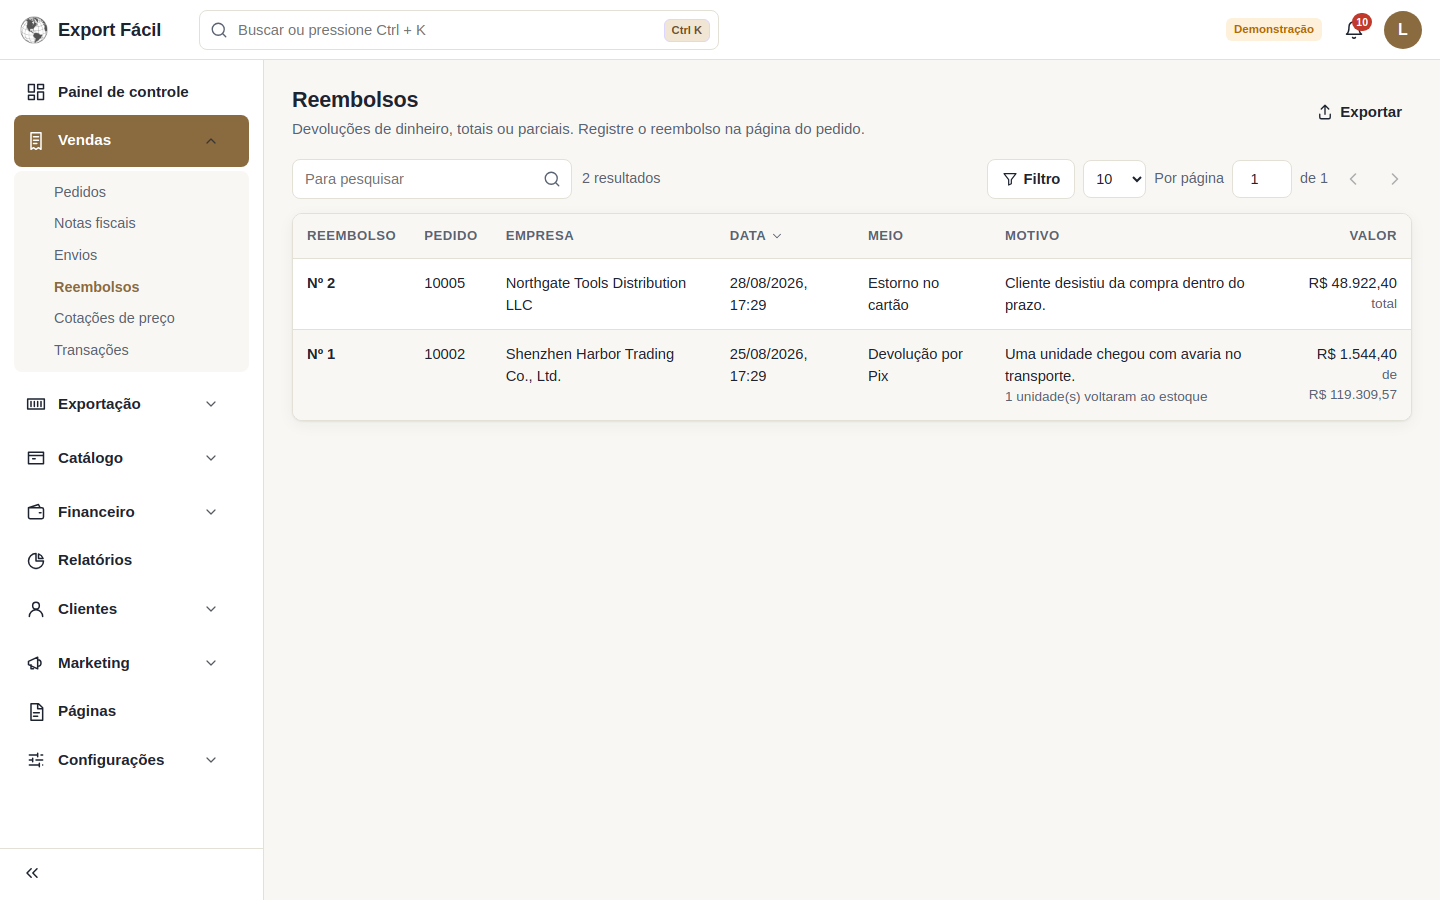 Export Fácil
Buscar ou pressione Ctrl + K
Ctrl K
Demonstração
10
L
Painel de controle
Vendas
Pedidos
Notas fiscais
Envios
Reembolsos
Cotações de preço
Transações
Exportação
Catálogo
Financeiro
Relatórios
Clientes
Marketing
Páginas
Configurações
Reembolsos
Devoluções de dinheiro, totais ou parciais. Registre o reembolso na página do pedido.
Exportar
Para pesquisar
2 resultados
Filtro
10
Por página
1
de 1
REEMBOLSO PEDIDO EMPRESA DATA MEIO MOTIVO VALOR
Nº 2 10005 Northgate Tools Distribution 28/08/2026, Estorno no Cliente desistiu da compra dentro do R$ 48.922,40
LLC 17:29 cartão prazo. total
Nº 1 10002 Shenzhen Harbor Trading 25/08/2026, Devolução por Uma unidade chegou com avaria no R$ 1.544,40
Co., Ltd. 17:29 Pix transporte. de
1 unidade(s) voltaram ao estoque R$ 119.309,57